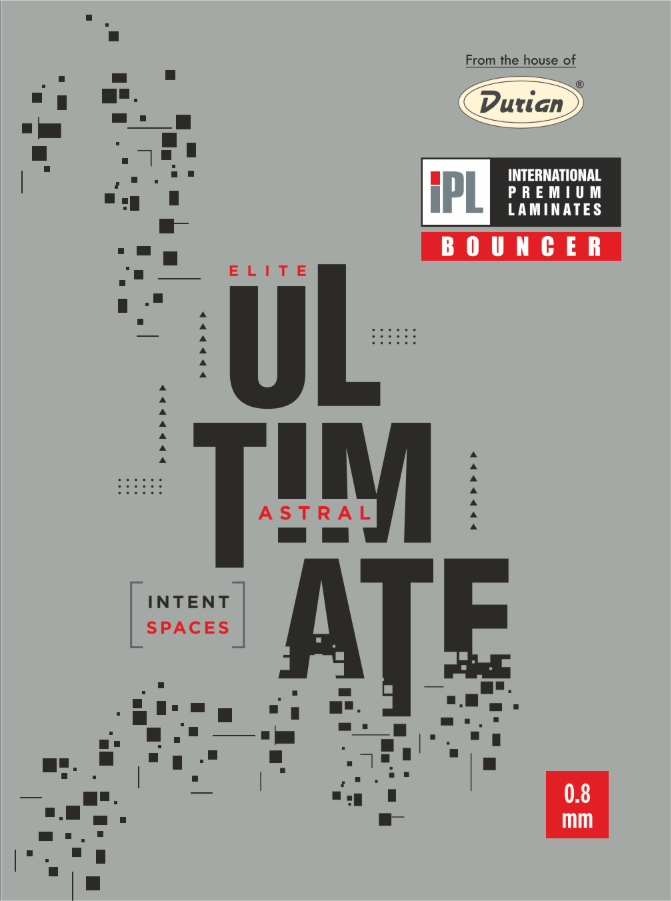 From the house of
Durian®
iPL
INTERNATIONAL
PREMIUM
LAMINATES
BOUNCER
ELITE
UL
TIM
ASTRAL
ATE
[INTENT
SPACES]
0.8
mm